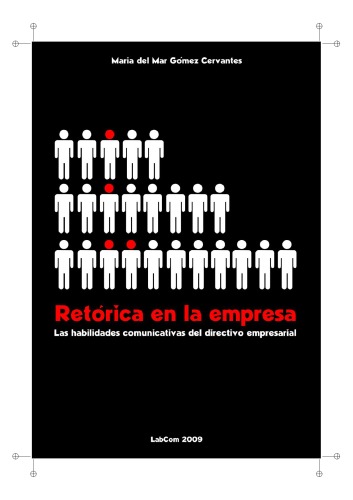 María del Mar Gómez Cervantes
Retórica en la empresa
Las habilidades comunicativas del directivo empresarial
LabCom 2009